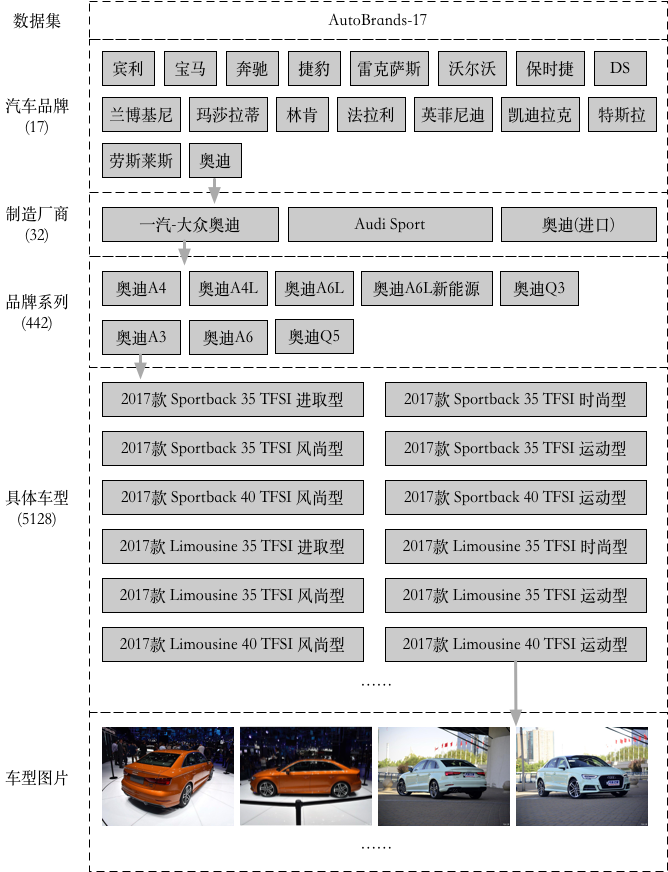 数据集
AutoBrands-17
汽车品牌
(17)
宾利 宝马 奔驰 捷豹 雷克萨斯 沃尔沃 保时捷 DS
兰博基尼 玛莎拉蒂 林肯 法拉利 英菲尼迪 凯迪拉克 特斯拉
劳斯莱斯 奥迪
制造厂商
(32)
一汽-大众奥迪 Audi Sport 奥迪(进口)
品牌系列
(442)
奥迪A4 奥迪A4L 奥迪A6L 奥迪A6L新能源 奥迪Q3
奥迪A3 奥迪A6 奥迪Q5
具体车型
(5128)
2017款 Sportback 35 TFSI 进取型 2017款 Sportback 35 TFSI 时尚型
2017款 Sportback 35 TFSI 风尚型 2017款 Sportback 35 TFSI 运动型
2017款 Sportback 40 TFSI 风尚型 2017款 Sportback 40 TFSI 运动型
2017款 Limousine 35 TFSI 进取型 2017款 Limousine 35 TFSI 时尚型
2017款 Limousine 35 TFSI 风尚型 2017款 Limousine 35 TFSI 运动型
2017款 Limousine 40 TFSI 风尚型 2017款 Limousine 40 TFSI 运动型
……
车型图片
……